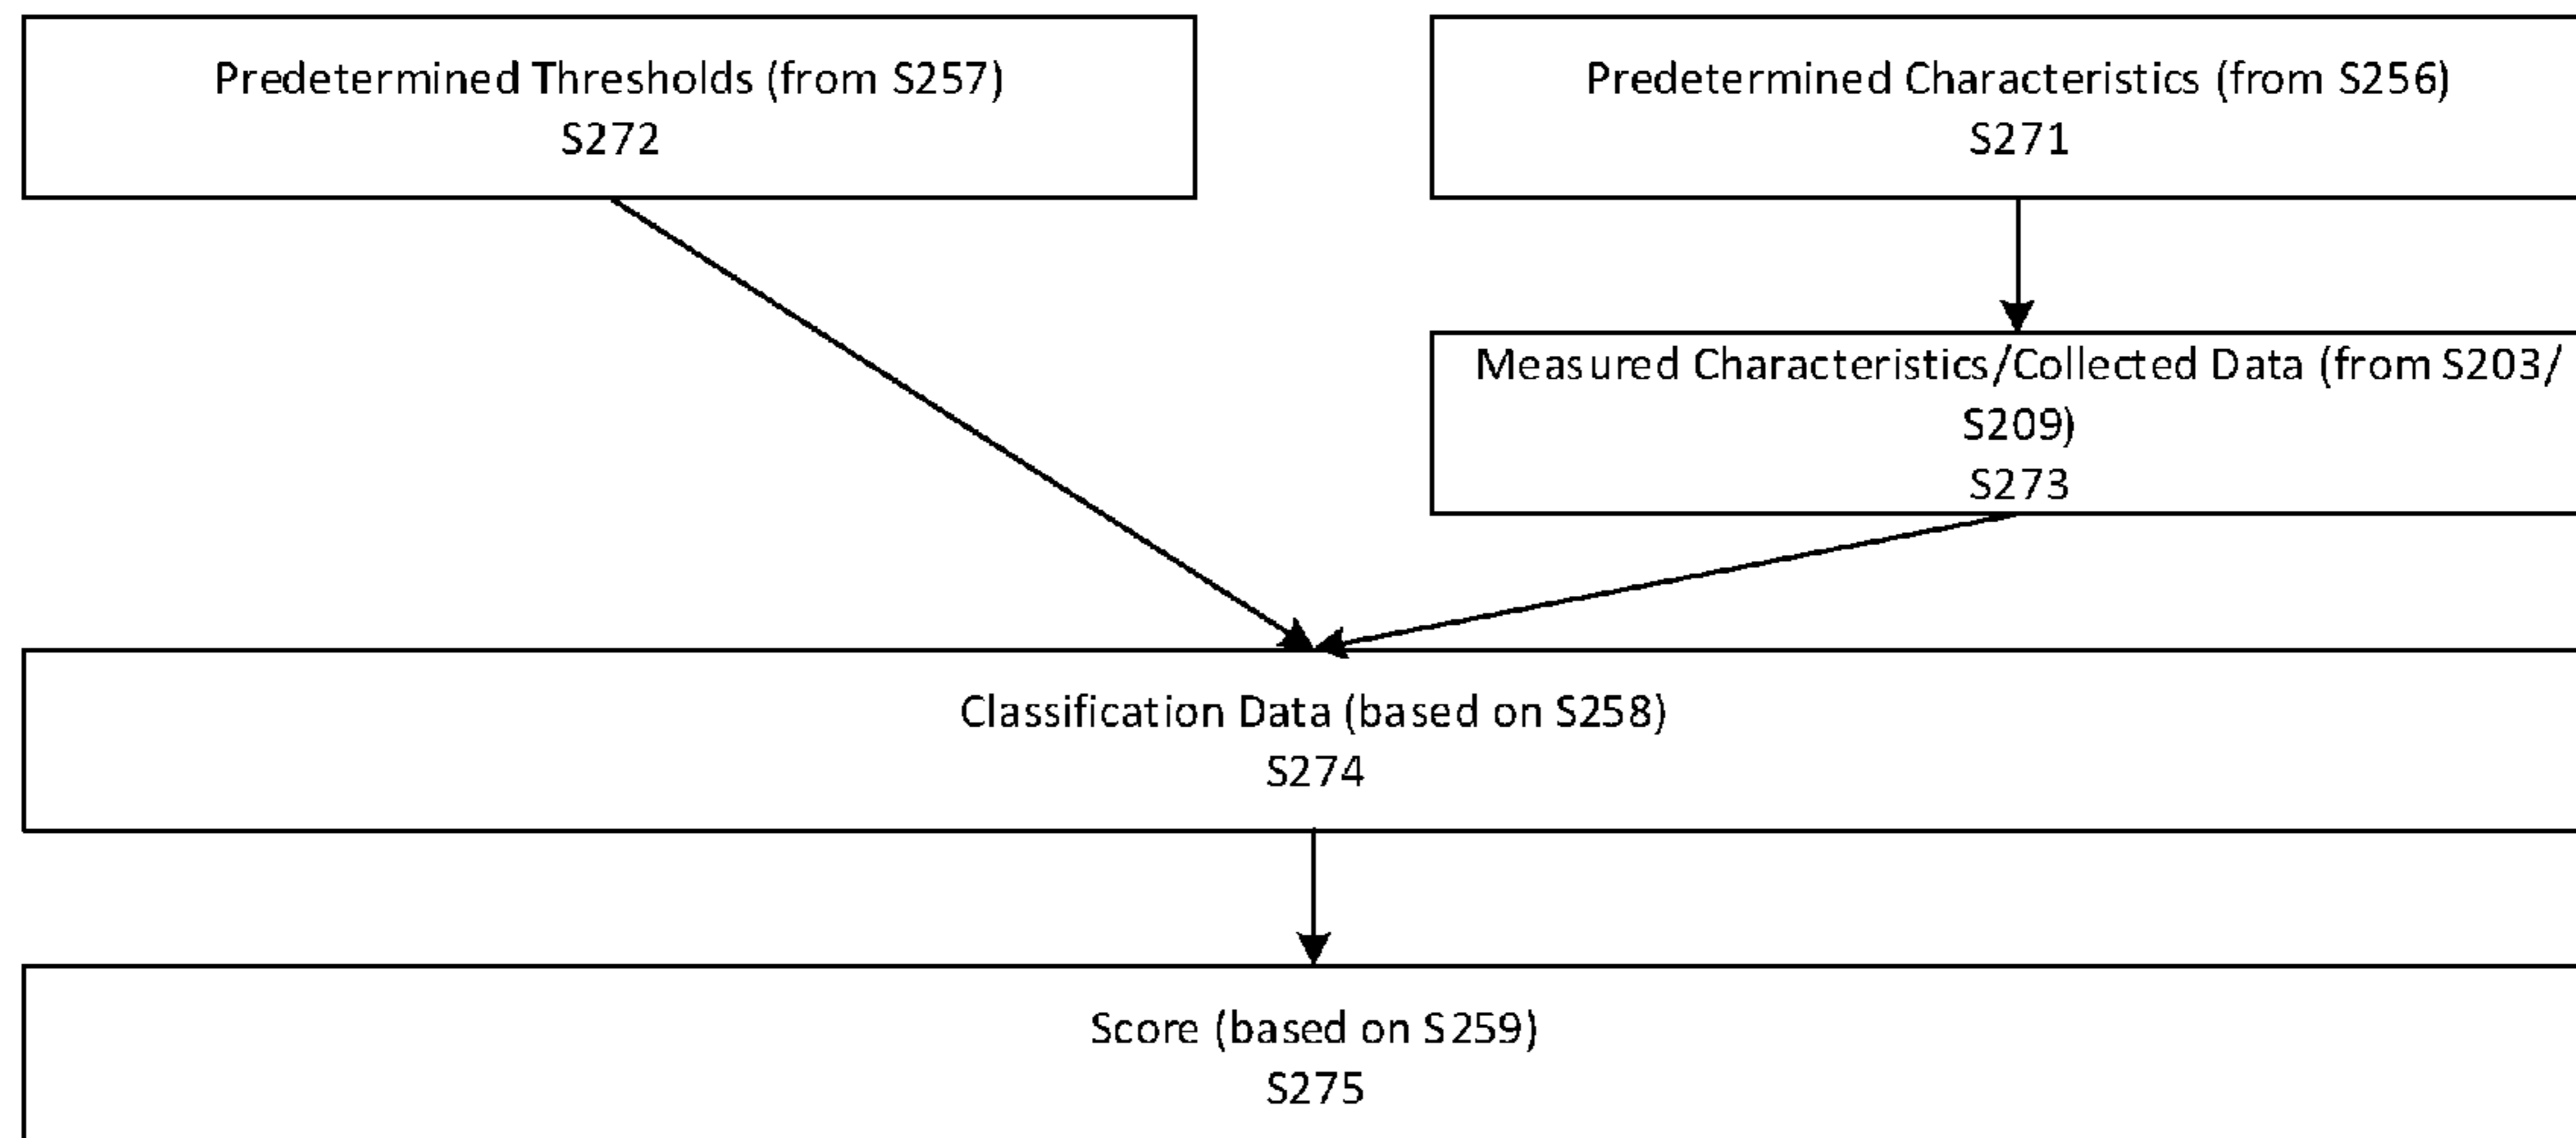 Predetermined Thresholds (from S257)
S272
Predetermined Characteristics (from S256)
S271
Measured Characteristics/Collected Data (from S203/
S209)
S273
Classification Data (based on S258)
S274
Score (based on S259)
S275